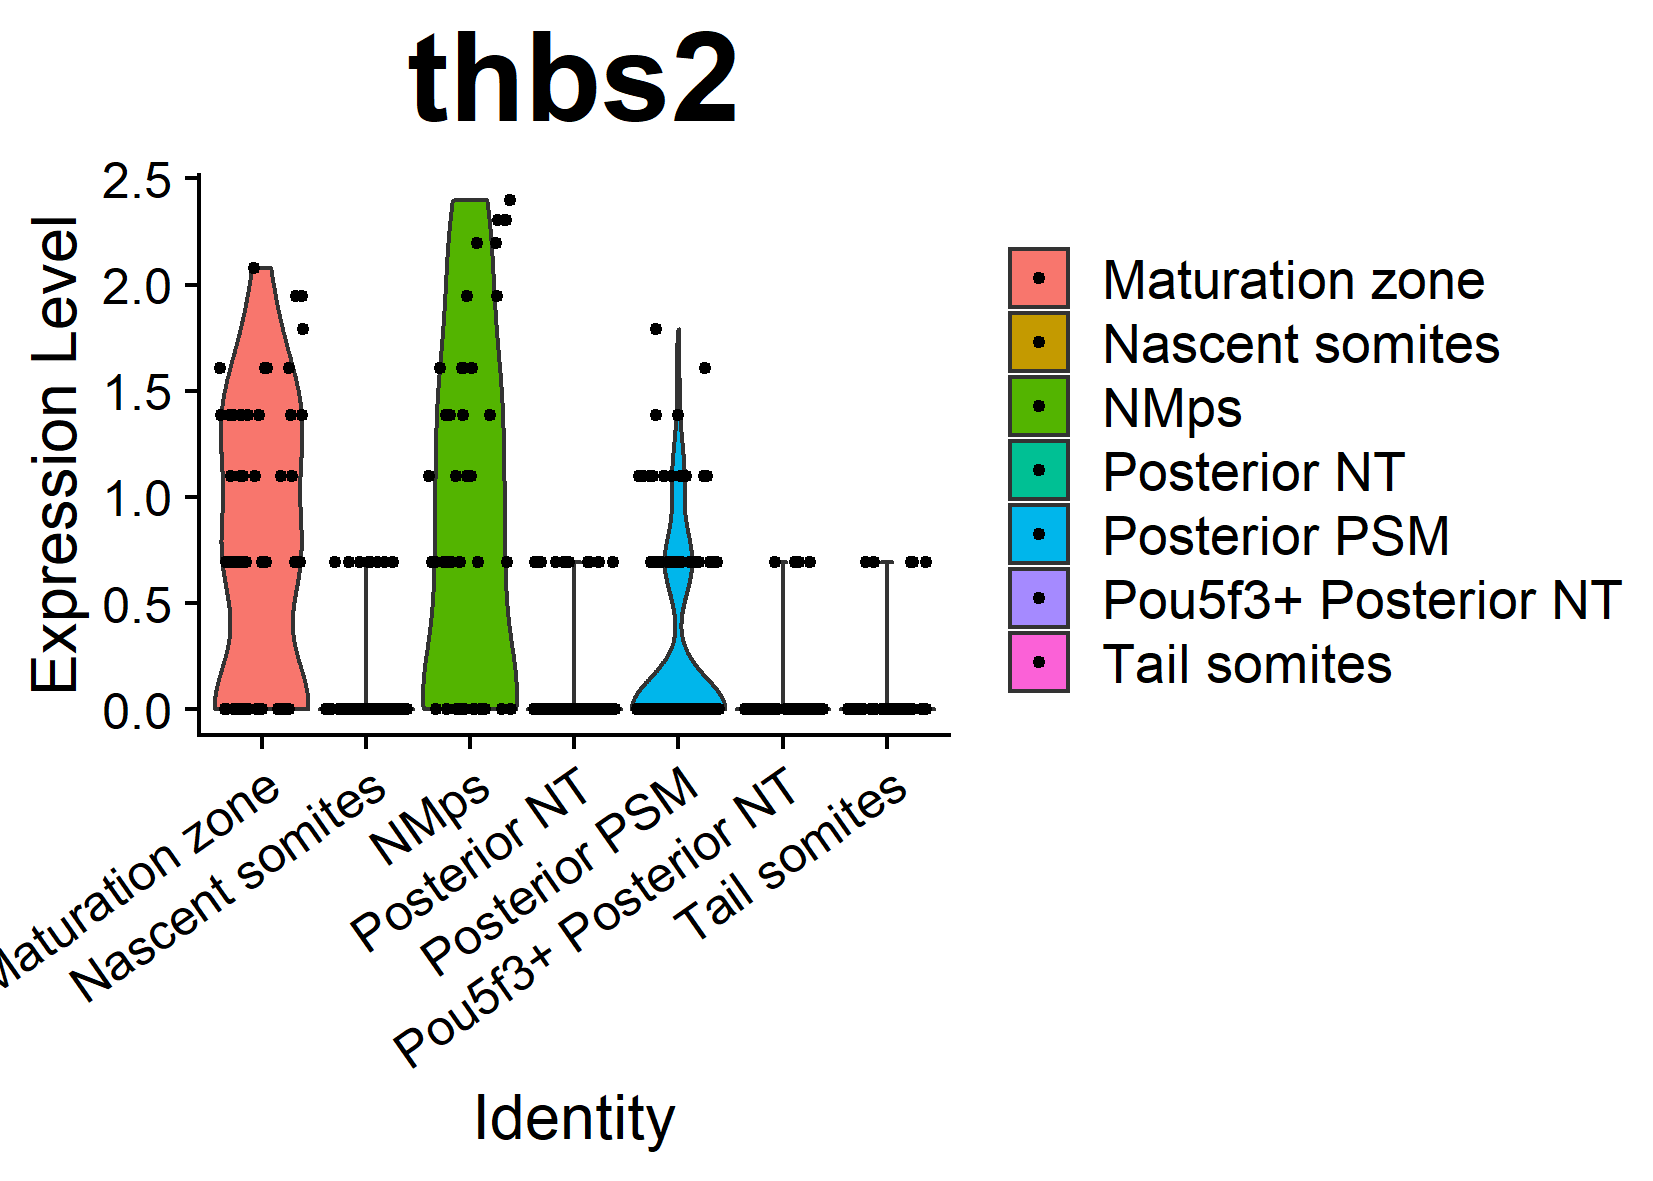 thbs2
Expression Level
2.5
2.0
1.5
1.0
0.5
0.0
Maturation zone
Nascent somites
NMps
Posterior NT
Posterior PSM
Pou5f3+ Posterior NT
Tail somites
Identity
Maturation zone
Nascent somites
NMps
Posterior NT
Posterior PSM
Pou5f3+ Posterior NT
Tail somites